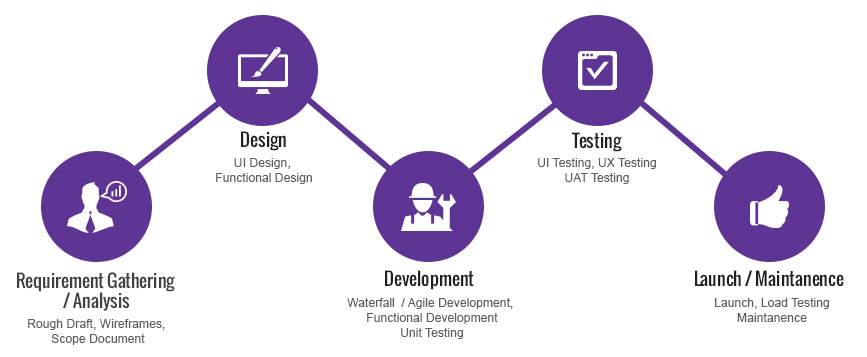 Requirement Gathering
/ Analysis
Rough Draft, Wireframes,
Scope Document
Design
UI Design,
Functional Design
Development
Waterfall / Agile Development,
Functional Development
Unit Testing
Testing
UI Testing, UX Testing
UAT Testing
Launch / Maintanence
Launch, Load Testing
Maintanence